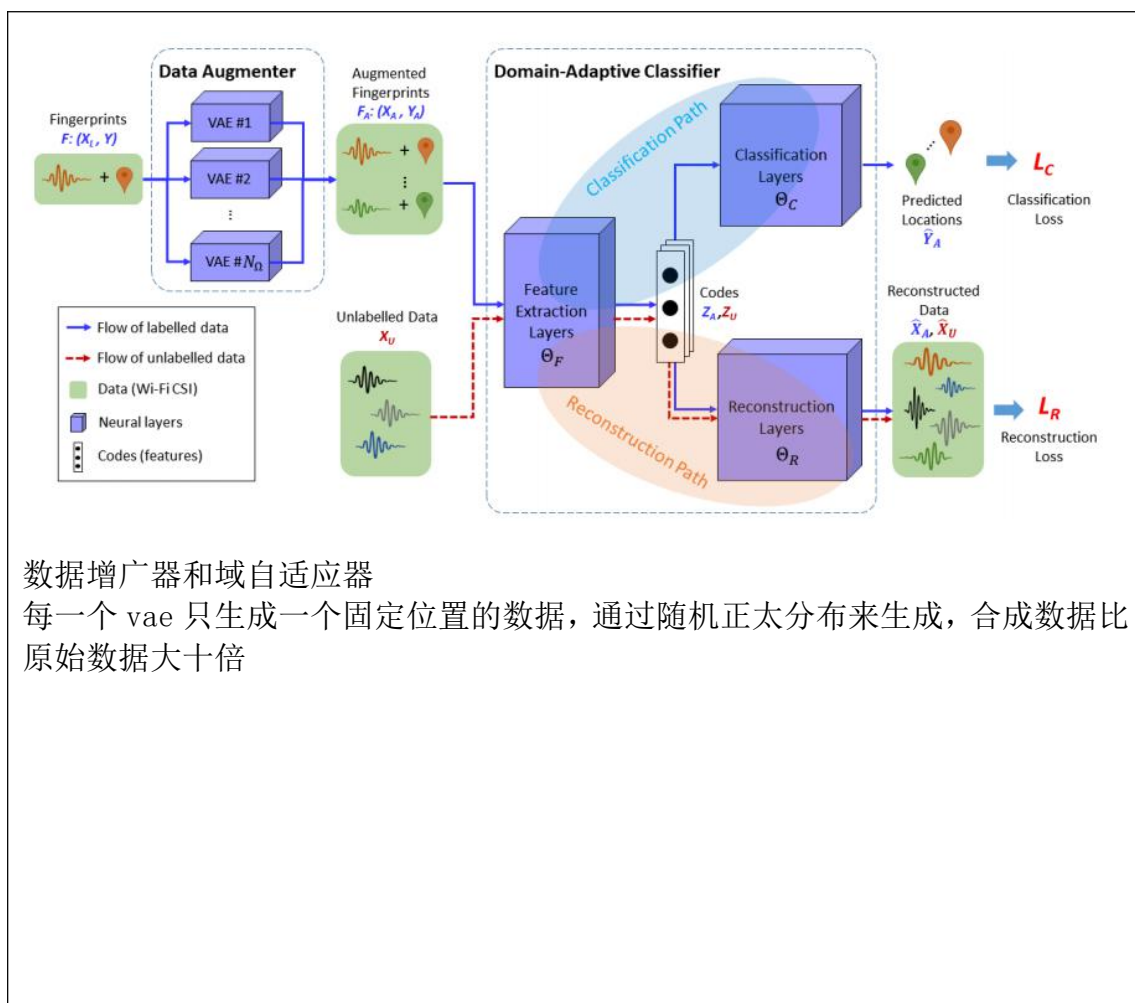 Data Augmenter
Fingerprints
F: (X_L, Y)
+
VAE #1
VAE #2
⋮
VAE #N_Ω
Augmented
Fingerprints
F_A: (X_A, Y_A)
+
⋮
+
Domain-Adaptive Classifier
Classification Path
Classification
Layers
Θ_C
Predicted
Locations
Ŷ_A
L_C
Classification
Loss
Flow of labelled data
Flow of unlabelled data
Data (Wi-Fi CSI)
Neural layers
Codes (features)
Unlabelled Data
X_U
Feature
Extraction
Layers
Θ_F
Codes
Z_A,Z_U
Reconstruction Path
Reconstruction
Layers
Θ_R
Reconstructed
Data
X̂_A, X̂_U
L_R
Reconstruction
Loss
数据增广器和域自适应器
每一个 vae 只生成一个固定位置的数据，通过随机正太分布来生成，合成数据比
原始数据大十倍